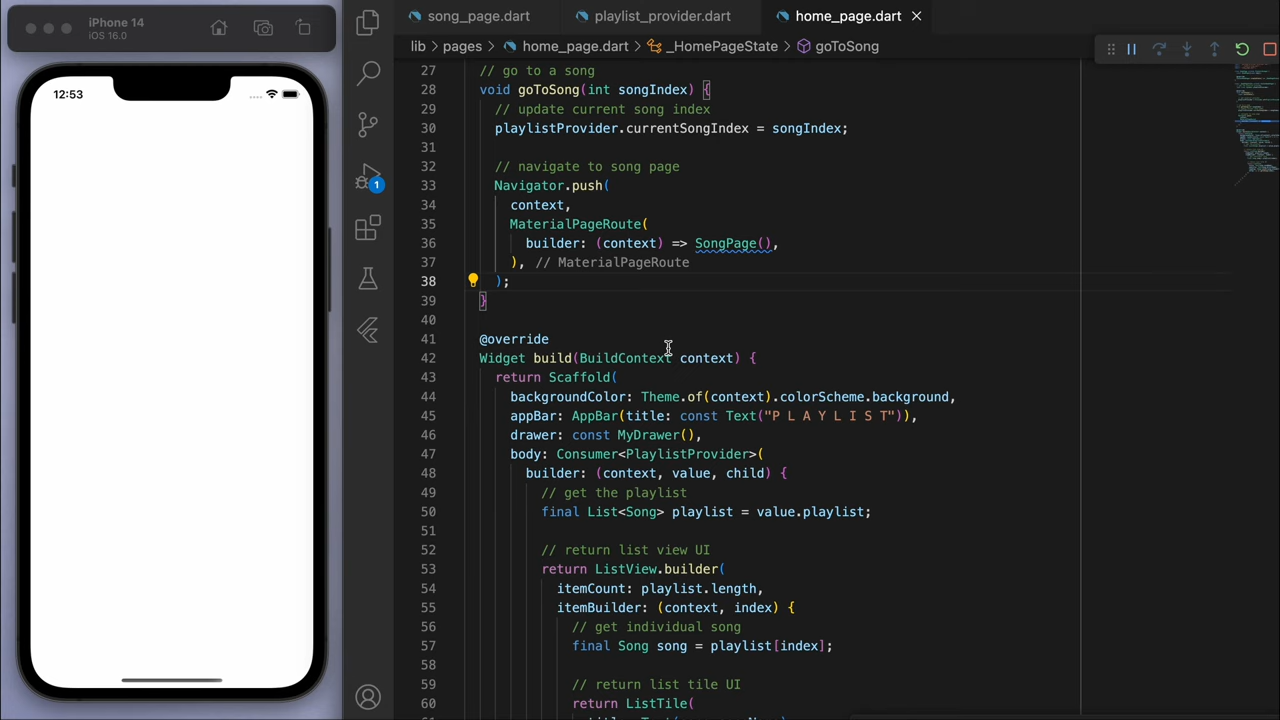 iPhone 14
iOS 16.0
12:53
1
song_page.dart
playlist_provider.dart
home_page.dart
lib > pages > home_page.dart > _HomePageState > goToSong
27 // go to a song
28 void goToSong(int songIndex) {
29 // update current song index
30 playlistProvider.currentSongIndex = songIndex;
31
32 // navigate to song page
33 Navigator.push(
34 context,
35 MaterialPageRoute(
36 builder: (context) => SongPage(),
37 ), // MaterialPageRoute
38 );
39 }
40
41 @override
42 Widget build(BuildContext context) {
43 return Scaffold(
44 backgroundColor: Theme.of(context).colorScheme.background,
45 appBar: AppBar(title: const Text("P L A Y L I S T")),
46 drawer: const MyDrawer(),
47 body: Consumer<PlaylistProvider>(
48 builder: (context, value, child) {
49 // get the playlist
50 final List<Song> playlist = value.playlist;
51
52 // return list view UI
53 return ListView.builder(
54 itemCount: playlist.length,
55 itemBuilder: (context, index) {
56 // get individual song
57 final Song song = playlist[index];
58
59 // return list tile UI
60 return ListTile(